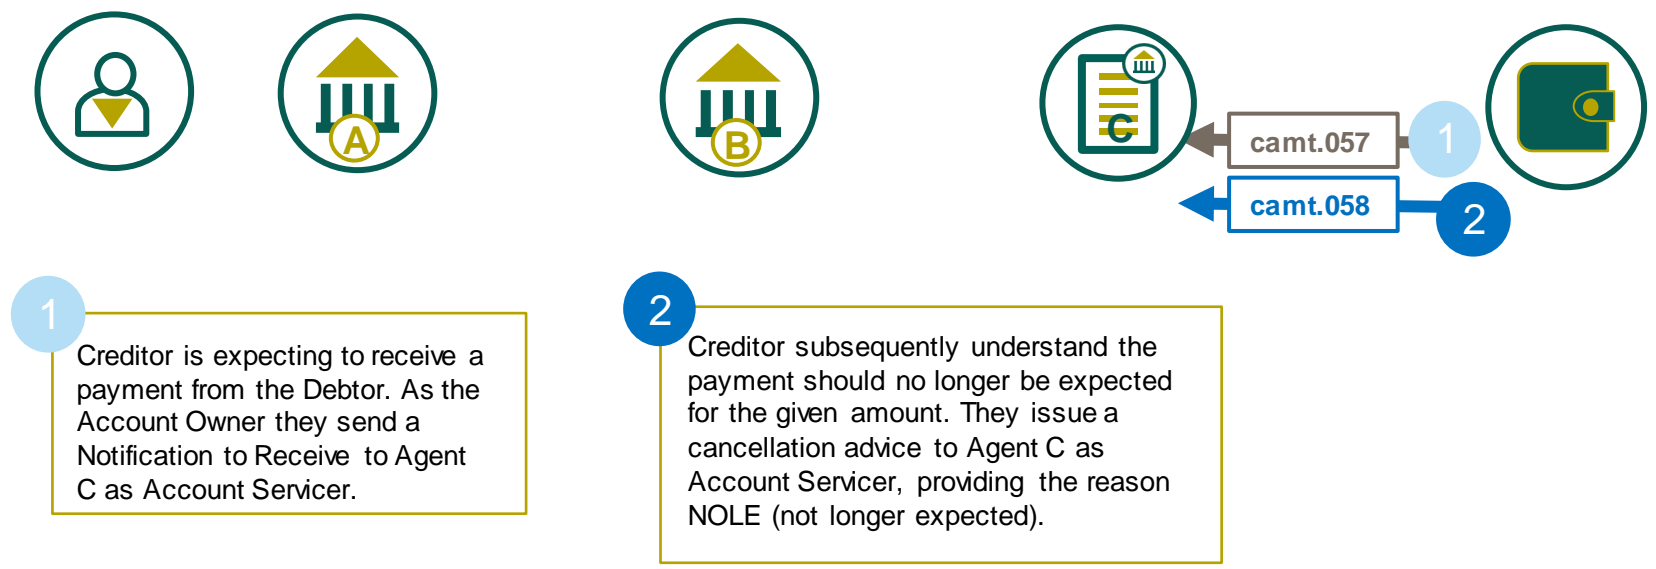 A
B
C
camt.057
1
camt.058
2
1
Creditor is expecting to receive a
payment from the Debtor. As the
Account Owner they send a
Notification to Receive to Agent
C as Account Servicer.
2
Creditor subsequently understand the
payment should no longer be expected
for the given amount. They issue a
cancellation advice to Agent C as
Account Servicer, providing the reason
NOLE (not longer expected).